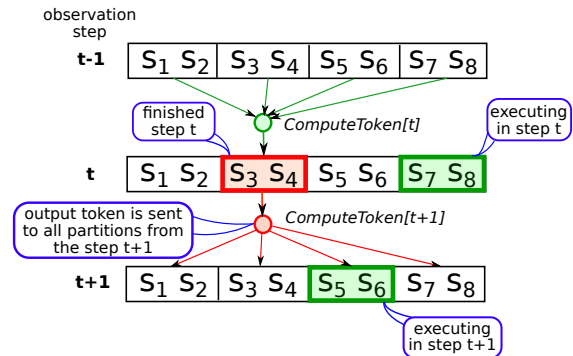 observation
step
t-1
S1 S2 S3 S4 S5 S6 S7 S8
finished
step t
ComputeToken[t]
executing
in step t
t
S1 S2 S3 S4 S5 S6 S7 S8
output token is sent
to all partitions from
the step t+1
ComputeToken[t+1]
t+1
S1 S2 S3 S4 S5 S6 S7 S8
executing
in step t+1